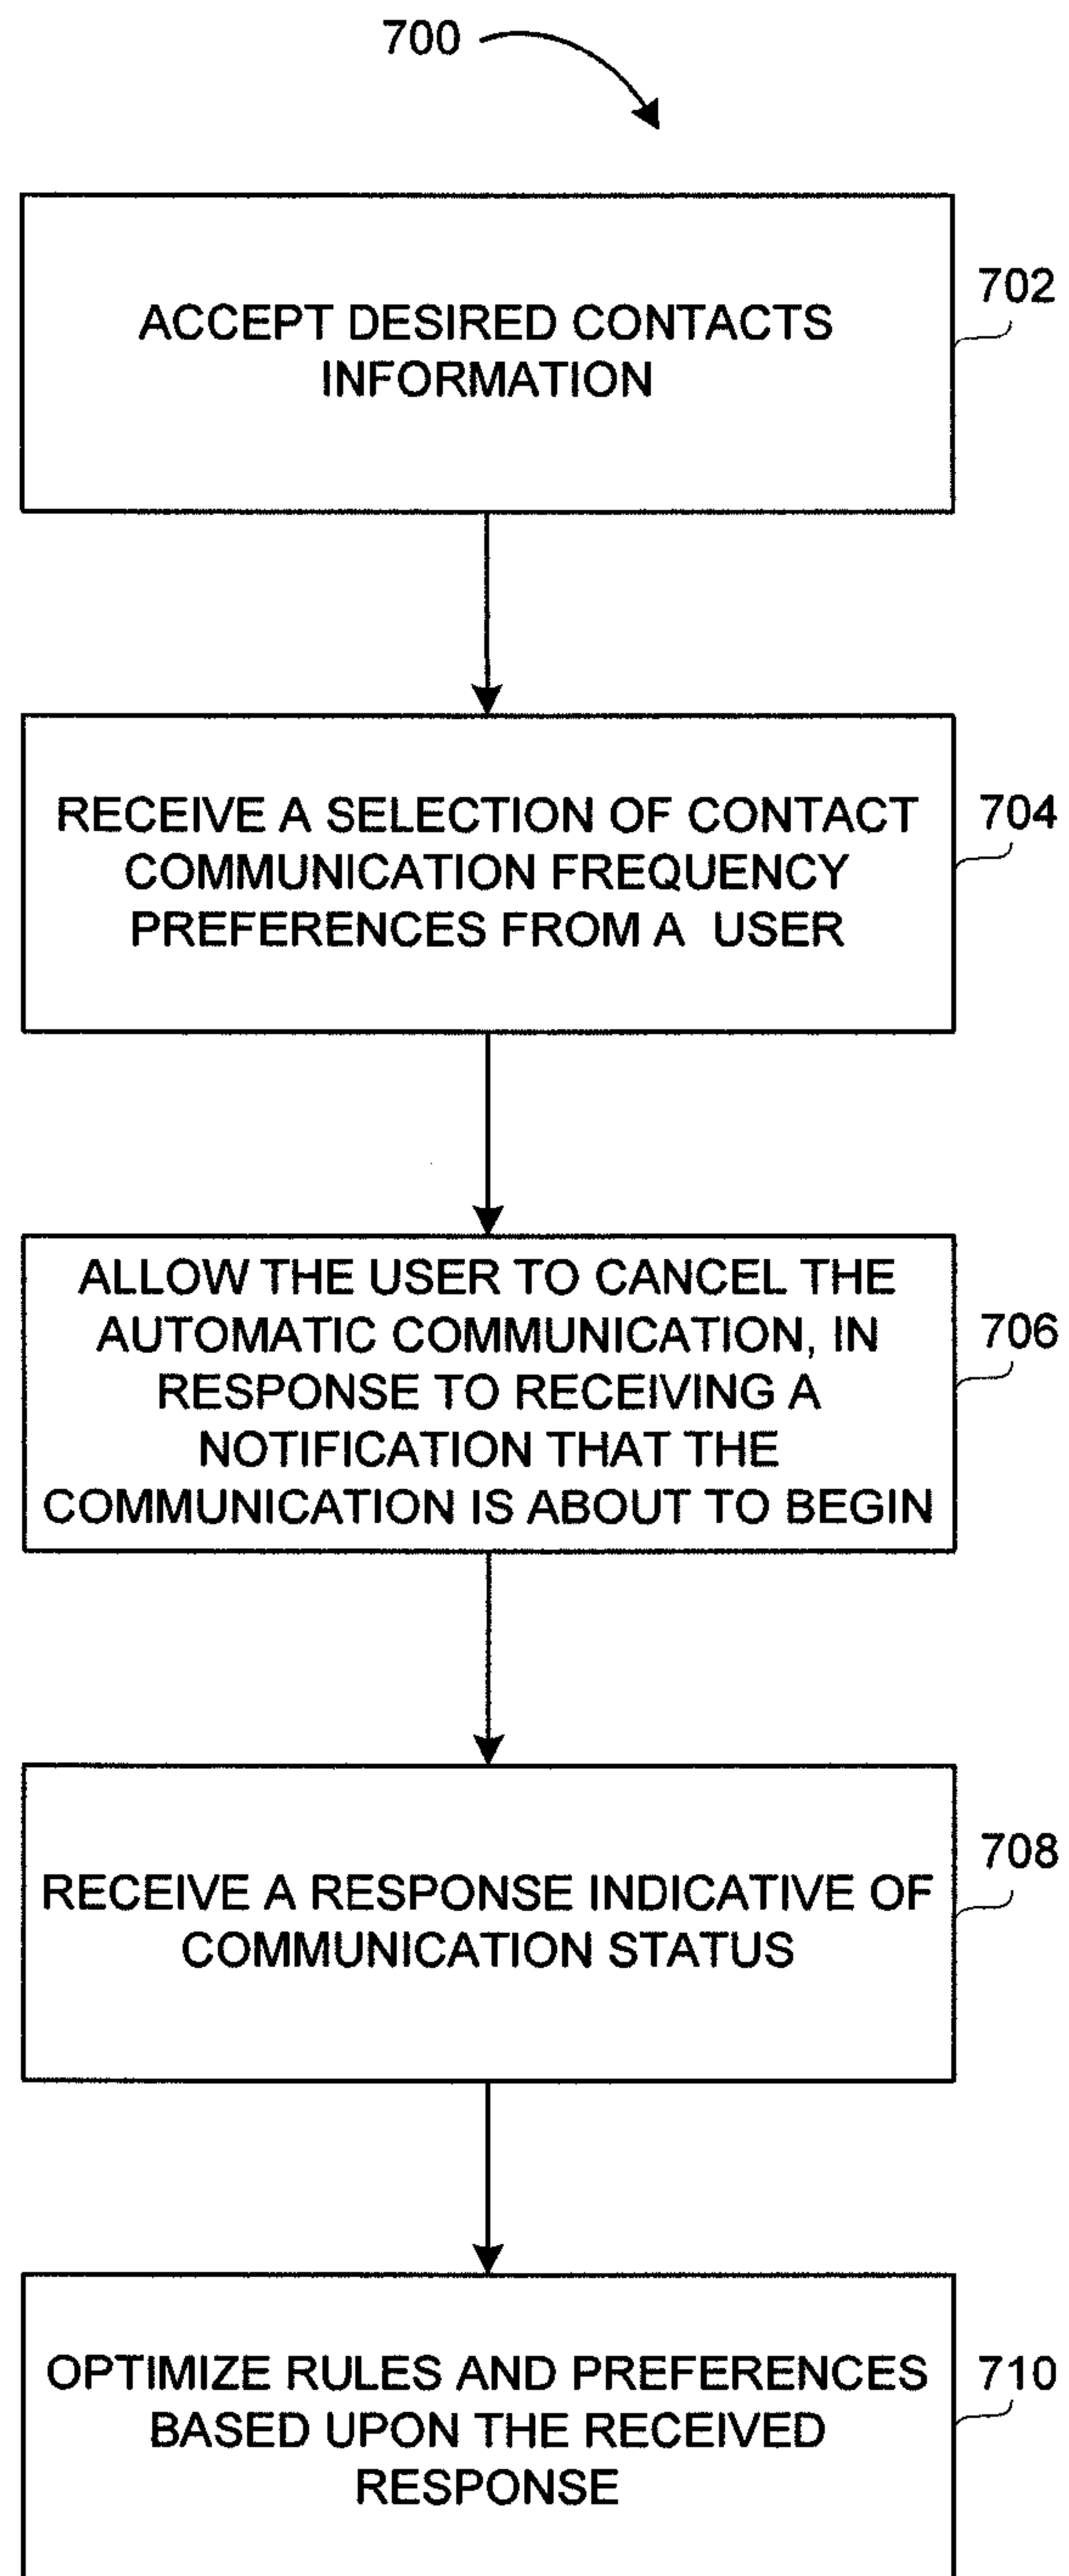 700
ACCEPT DESIRED CONTACTS
INFORMATION
702
RECEIVE A SELECTION OF CONTACT
COMMUNICATION FREQUENCY
PREFERENCES FROM A USER
704
ALLOW THE USER TO CANCEL THE
AUTOMATIC COMMUNICATION, IN
RESPONSE TO RECEIVING A
NOTIFICATION THAT THE
COMMUNICATION IS ABOUT TO BEGIN
706
RECEIVE A RESPONSE INDICATIVE OF
COMMUNICATION STATUS
708
OPTIMIZE RULES AND PREFERENCES
BASED UPON THE RECEIVED
RESPONSE
710